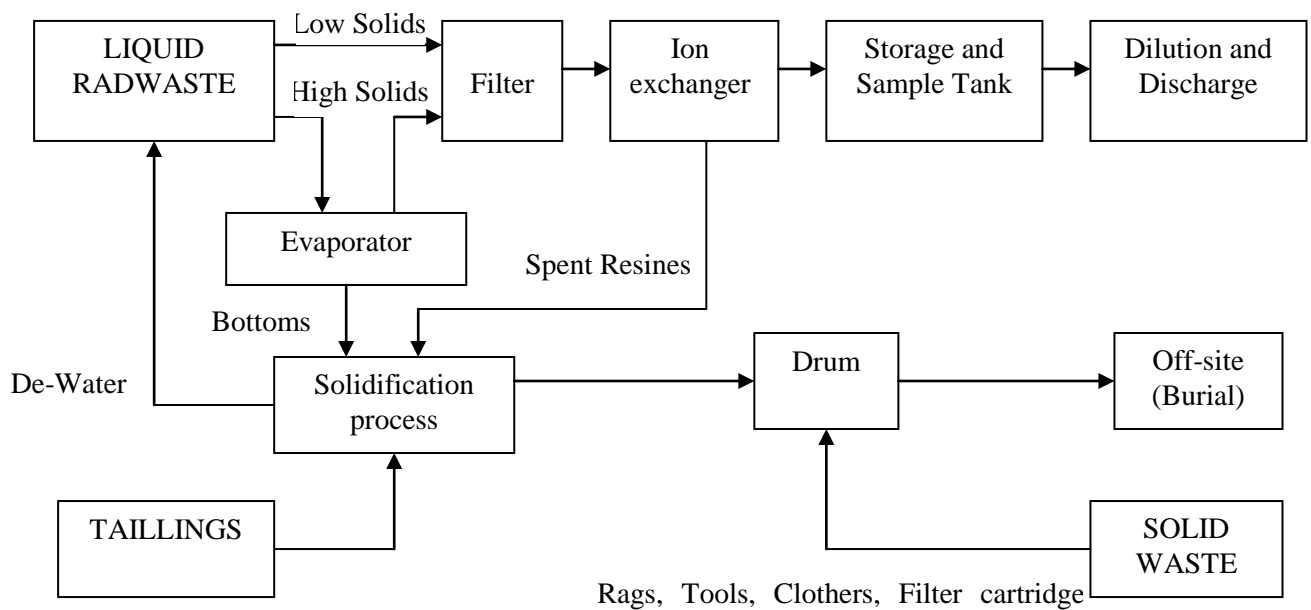 Low Solids
LIQUID
RADWASTE
High Solids
Filter
Ion
exchanger
Storage and
Sample Tank
Dilution and
Discharge
Evaporator
Spent Resines
Bottoms
De-Water
Solidification
process
Drum
Off-site
(Burial)
TAILLINGS
SOLID
WASTE
Rags, Tools, Clothers, Filter cartridge